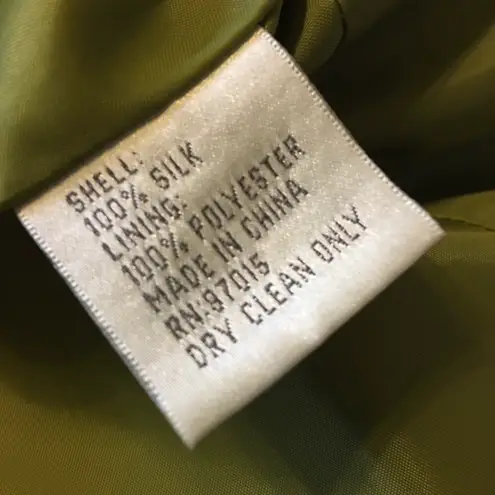 SHELL:
100% SILK
LINING:
100% POLYESTER
MADE IN CHINA
RN:97015
DRY CLEAN ONLY